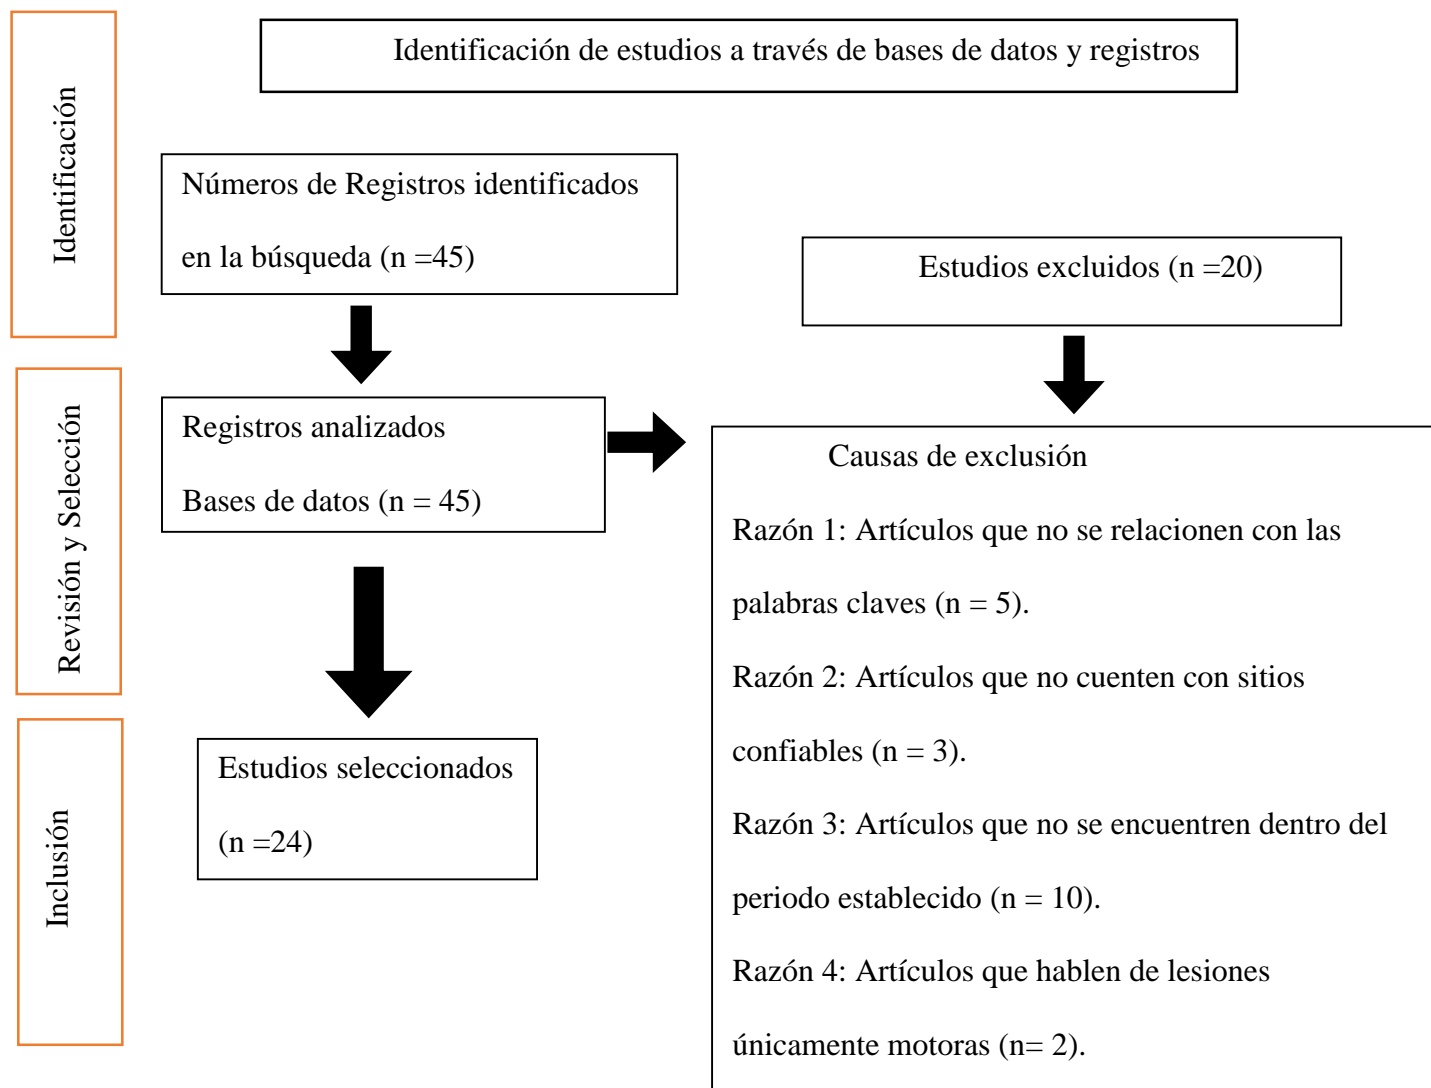 Identificación de estudios a través de bases de datos y registros
Identificación
Números de Registros identificados
en la búsqueda (n =45)
Estudios excluidos (n =20)
Revisión y Selección
Registros analizados
Bases de datos (n = 45)
Causas de exclusión
Razón 1: Artículos que no se relacionen con las
palabras claves (n = 5).
Razón 2: Artículos que no cuenten con sitios
confiables (n = 3).
Razón 3: Artículos que no se encuentren dentro del
periodo establecido (n = 10).
Razón 4: Artículos que hablen de lesiones
únicamente motoras (n= 2).
Inclusión
Estudios seleccionados
(n =24)